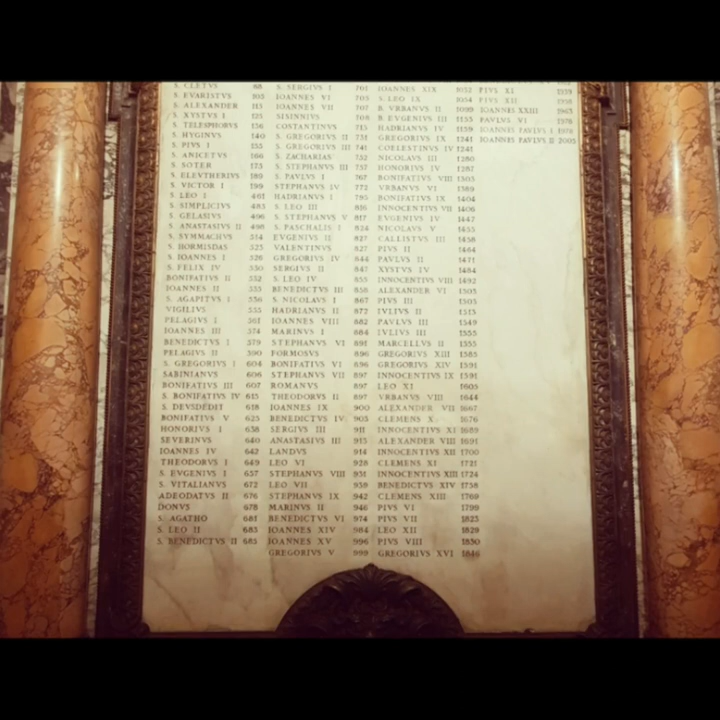 S. CLETVS 88
S. EVARISTVS 105
S. ALEXANDER 115
S. XYSTVS I 125
S. TELESPHORVS 136
S. HYGINVS 140
S. PIVS I 155
S. ANICETVS 166
S. SOTER 175
S. ELEVTHERIVS 189
S. VICTOR I 199
S. LEO I 461
S. SIMPLICIVS 483
S. GELASIVS 496
S. ANASTASIVS II 498
S. SYMMACHVS 514
S. HORMISDAS 523
S. IOANNES I 526
S. FELIX IV 530
BONIFATIVS II 532
IOANNES II 535
S. AGAPITVS I 536
VIGILIVS 555
PELAGIVS I 561
IOANNES III 574
BENEDICTVS I 579
PELAGIVS II 590
S. GREGORIVS I 604
SABINIANVS 606
BONIFATIVS III 607
S. BONIFATIVS IV 615
S. DEVSDEDIT 618
BONIFATIVS V 625
HONORIVS I 638
SEVERINVS 640
IOANNES IV 642
THEODORVS I 649
S. EVGENIVS I 657
S. VITALIANVS 672
ADEODATVS II 676
DONVS 678
S. AGATHO 681
S. LEO II 683
S. BENEDICTVS II 685
S. SERGIVS I 701
IOANNES VI 705
IOANNES VII 707
SISINNIVS 708
CONSTANTINVS 715
S. GREGORIVS II 731
S. GREGORIVS III 741
S. ZACHARIAS 752
S. STEPHANVS III 757
S. PAVLVS I 767
STEPHANVS IV 772
HADRIANVS I 795
S. LEO III 816
S. STEPHANVS V 817
S. PASCHALIS I 824
EVGENIVS II 827
VALENTINVS 827
GREGORIVS IV 844
SERGIVS II 847
S. LEO IV 855
BENEDICTVS III 858
S. NICOLAVS I 867
HADRIANVS II 872
IOANNES VIII 882
MARINVS I 884
STEPHANVS VI 891
FORMOSVS 896
BONIFATIVS VI 896
STEPHANVS VII 897
ROMANVS 897
THEODORVS II 897
IOANNES IX 900
BENEDICTVS IV 903
SERGIVS III 911
ANASTASIVS III 913
LANDVS 914
LEO VI 928
STEPHANVS VIII 931
LEO VII 939
STEPHANVS IX 942
MARINVS II 946
BENEDICTVS VI 974
IOANNES XIV 984
IOANNES XV 996
GREGORIVS V 999
IOANNES XIX 1032
S. LEO IX 1054
B. VRBANVS II 1099
B. EVGENIVS III 1153
HADRIANVS IV 1159
GREGORIVS IX 1241
COELESTINVS IV 1241
NICOLAVS III 1280
HONORIVS IV 1287
BONIFATIVS VIII 1303
VRBANVS VI 1389
BONIFATIVS IX 1404
INNOCENTIVS VII 1406
EVGENIVS IV 1447
NICOLAVS V 1455
CALLISTVS III 1458
PIVS II 1464
PAVLVS II 1471
XYSTVS IV 1484
INNOCENTIVS VIII 1492
ALEXANDER VI 1503
PIVS III 1503
IVLIVS II 1513
PAVLVS III 1549
IVLIVS III 1555
MARCELLVS II 1555
GREGORIVS XIII 1585
GREGORIVS XIV 1591
INNOCENTIVS IX 1591
LEO XI 1605
VRBANVS VIII 1644
ALEXANDER VII 1667
CLEMENS X 1676
INNOCENTIVS XI 1689
ALEXANDER VIII 1691
INNOCENTIVS XII 1700
CLEMENS XI 1721
INNOCENTIVS XIII 1724
BENEDICTVS XIV 1758
CLEMENS XIII 1769
PIVS VI 1799
PIVS VII 1823
LEO XII 1829
PIVS VIII 1830
GREGORIVS XVI 1846
PIVS XI 1939
PIVS XII 1958
IOANNES XXIII 1963
PAVLVS VI 1978
IOANNES PAVLVS I 1978
IOANNES PAVLVS II 2005